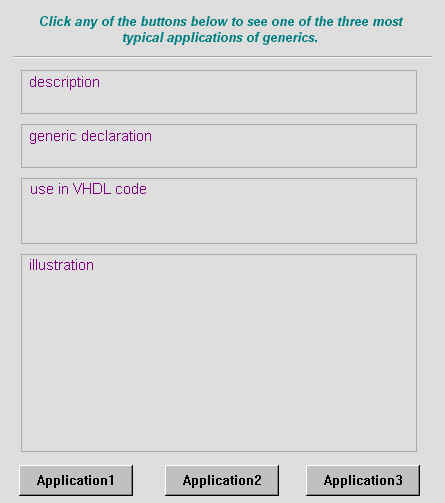 Click any of the buttons below to see one of the three most
typical applications of generics.
description
generic declaration
use in VHDL code
illustration
Application1 Application2 Application3